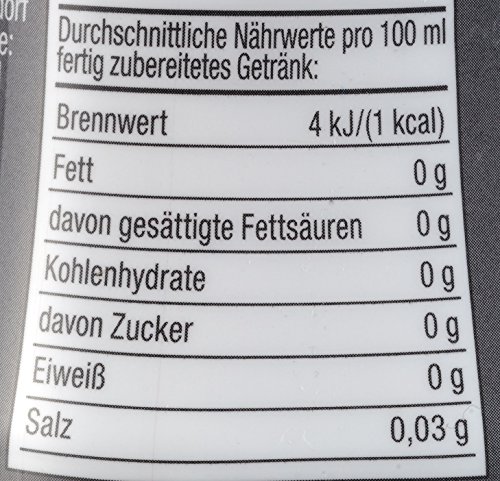 Durchschnittliche Nährwerte pro 100 ml
fertig zubereitetes Getränk:
Brennwert 4 kJ/(1 kcal)
Fett 0 g
davon gesättigte Fettsäuren 0 g
Kohlenhydrate 0 g
davon Zucker 0 g
Eiweiß 0 g
Salz 0,03 g